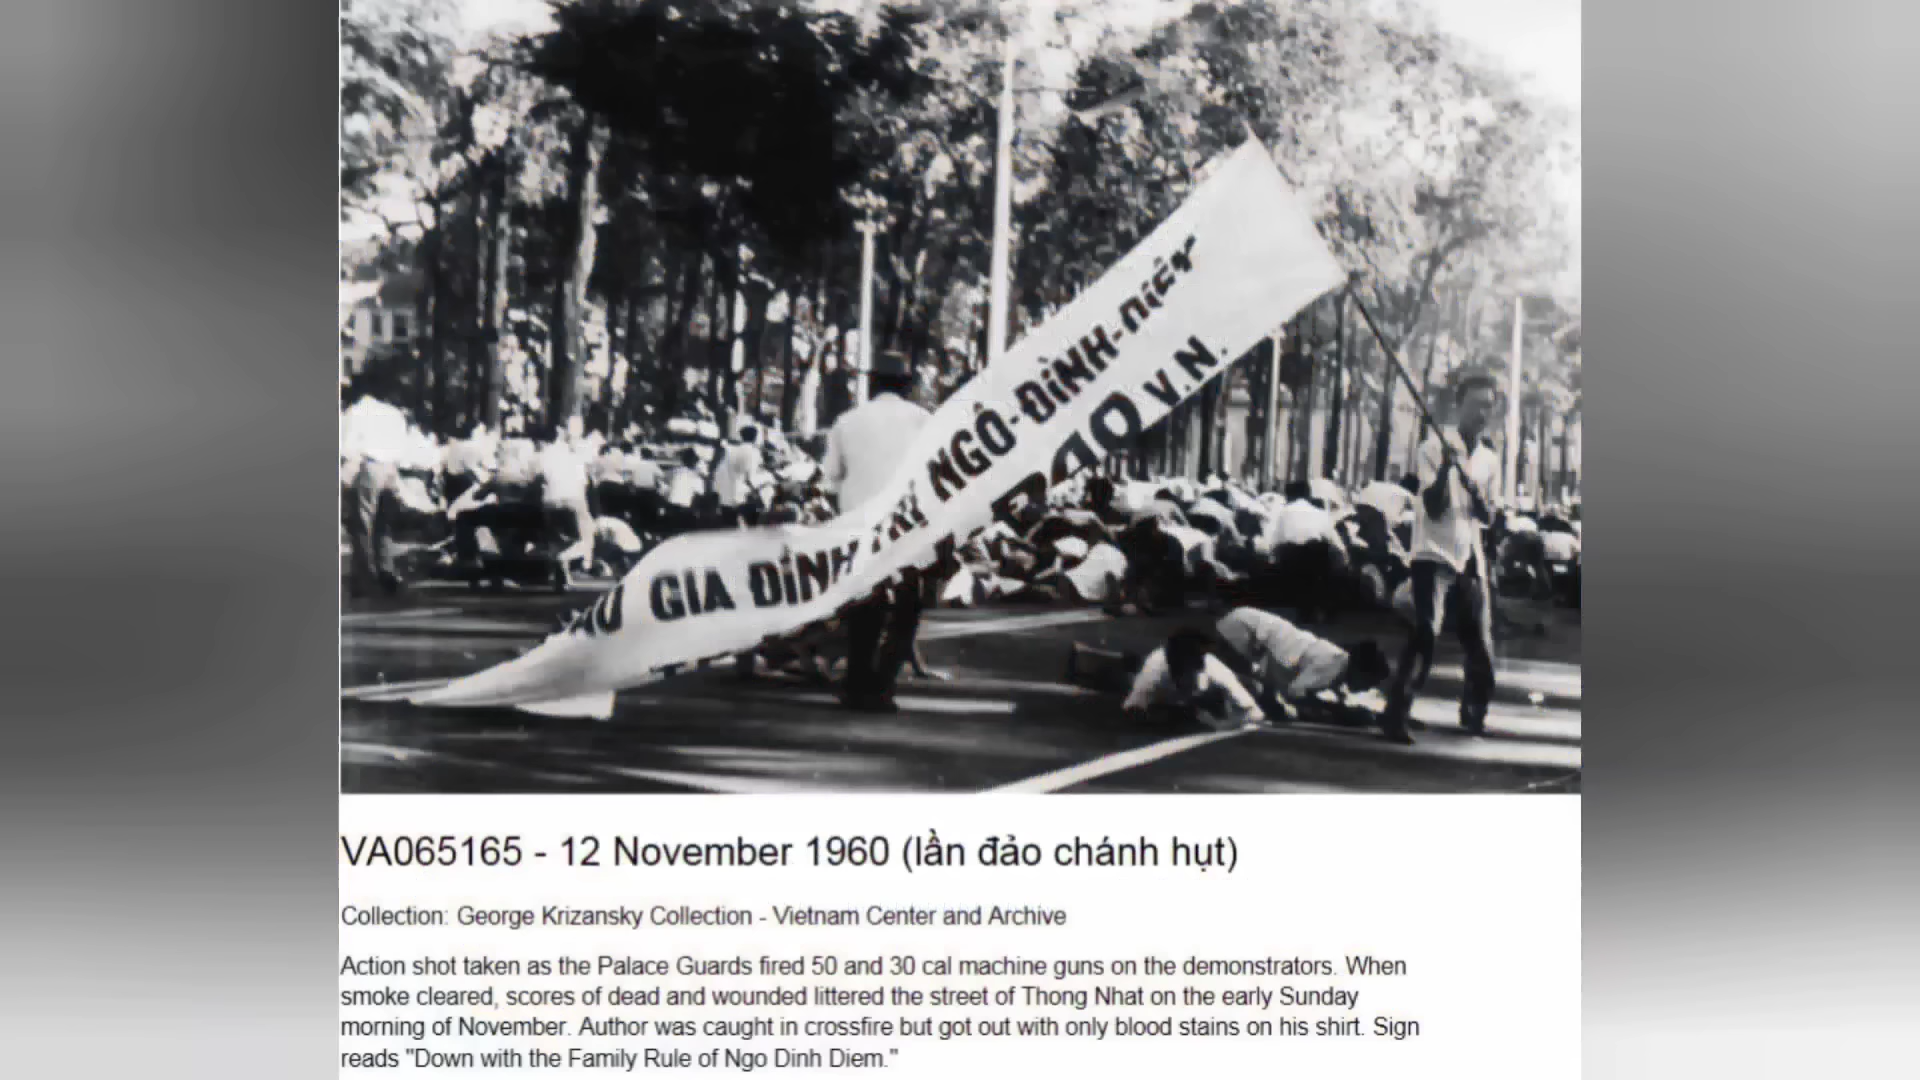 GIA ĐÌNH NGÔ-ĐÌNH-DIỆM
V.N.
VA065165 - 12 November 1960 (lần đảo chánh hụt)
Collection: George Krizansky Collection - Vietnam Center and Archive
Action shot taken as the Palace Guards fired 50 and 30 cal machine guns on the demonstrators. When
smoke cleared, scores of dead and wounded littered the street of Thong Nhat on the early Sunday
morning of November. Author was caught in crossfire but got out with only blood stains on his shirt. Sign
reads "Down with the Family Rule of Ngo Dinh Diem."